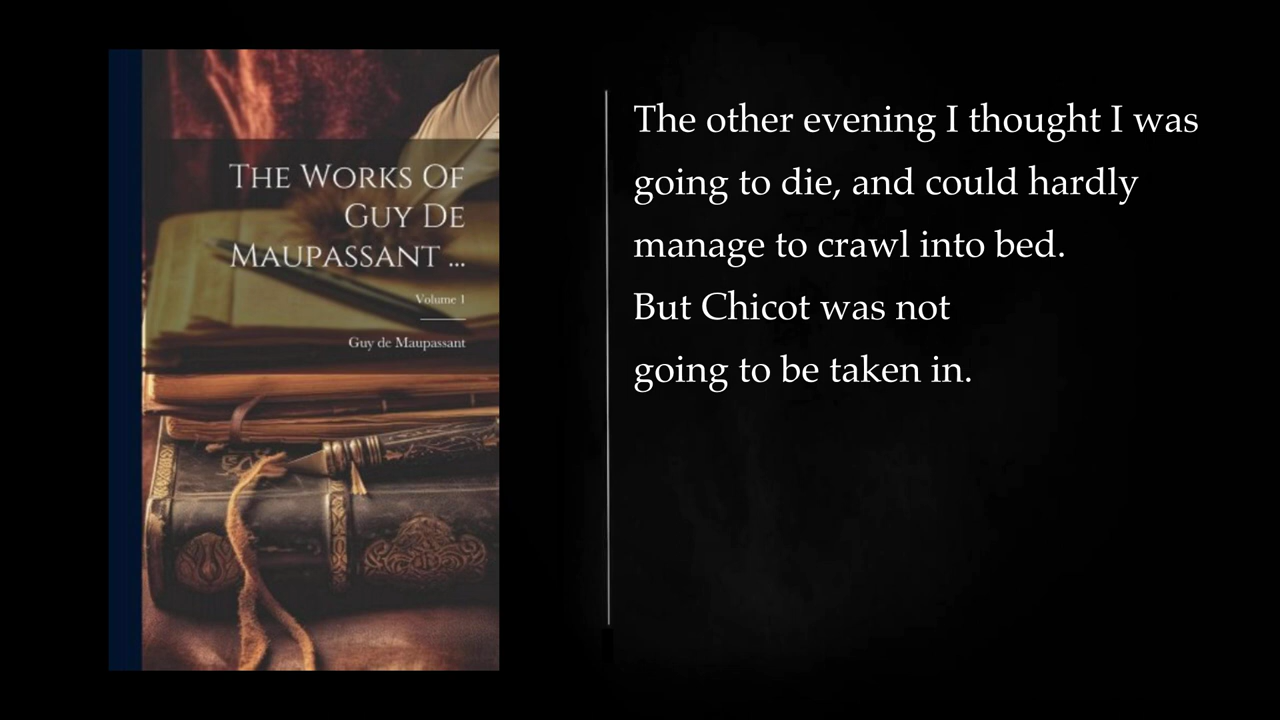 The Works Of
Guy De
Maupassant ...
Volume 1
Guy de Maupassant
The other evening I thought I was
going to die, and could hardly
manage to crawl into bed.
But Chicot was not
going to be taken in.